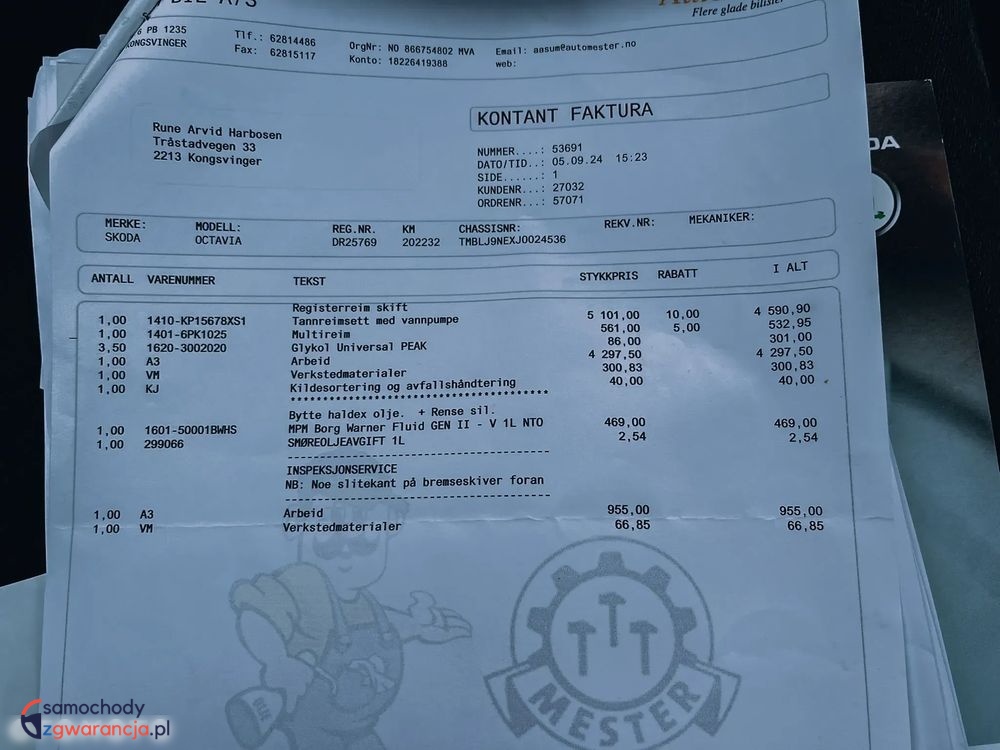 BIL A/S
Flere glade bilister
PB 1235
KONGSVINGER
Tlf.: 62814486
Fax: 62815117
OrgNr: NO 866754802 MVA
Konto: 18226419388
Email: aasum@automester.no
web:
Rune Arvid Harbosen
Tråstadvegen 33
2213 Kongsvinger
KONTANT FAKTURA
NUMMER....: 53691
DATO/TID..: 05.09.24 15:23
SIDE......: 1
KUNDENR...: 27032
ORDRENR...: 57071
MERKE: MODELL: REG.NR. KM CHASSISNR: REKV.NR: MEKANIKER:
SKODA OCTAVIA DR25769 202232 TMBLJ9NEXJ0024536
ANTALL VARENUMMER TEKST STYKKPRIS RABATT I ALT
Registerreim skift
1,00 1410-KP15678XS1 Tannreimsett med vannpumpe 5 101,00 10,00 4 590,90
1,00 1401-6PK1025 Multireim 561,00 5,00 532,95
3,50 1620-3002020 Glykol Universal PEAK 86,00 301,00
1,00 A3 Arbeid 4 297,50 4 297,50
1,00 VM Verkstedmaterialer 300,83 300,83
1,00 KJ Kildesortering og avfallshåndtering 40,00 40,00
Bytte haldex olje. + Rense sil.
1,00 1601-50001BWHS MPM Borg Warner Fluid GEN II - V 1L NTO 469,00 469,00
1,00 299066 SMØREOLJEAVGIFT 1L 2,54 2,54
INSPEKSJONSERVICE
NB: Noe slitekant på bremseskiver foran
1,00 A3 Arbeid 955,00 955,00
1,00 VM Verkstedmaterialer 66,85 66,85
MESTER
DA
samochody
zgwarancja.pl